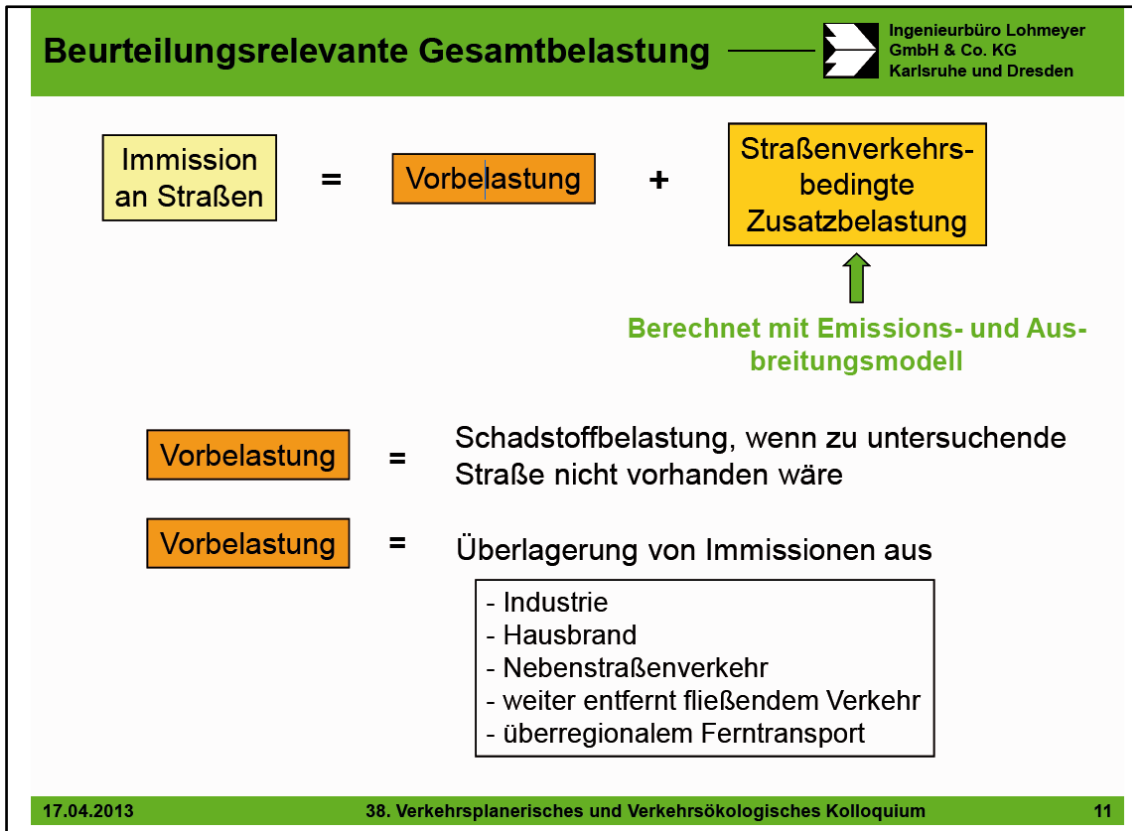 Beurteilungsrelevante Gesamtbelastung
Ingenieurbüro Lohmeyer
GmbH & Co. KG
Karlsruhe und Dresden
Immission
an Straßen
=
Vorbelastung
+
Straßenverkehrs-
bedingte
Zusatzbelastung
Berechnet mit Emissions- und Aus-
breitungsmodell
Vorbelastung
=
Schadstoffbelastung, wenn zu untersuchende
Straße nicht vorhanden wäre
Vorbelastung
=
Überlagerung von Immissionen aus
- Industrie
- Hausbrand
- Nebenstraßenverkehr
- weiter entfernt fließendem Verkehr
- überregionalem Ferntransport
17.04.2013
38. Verkehrsplanerisches und Verkehrsökologisches Kolloquium
11